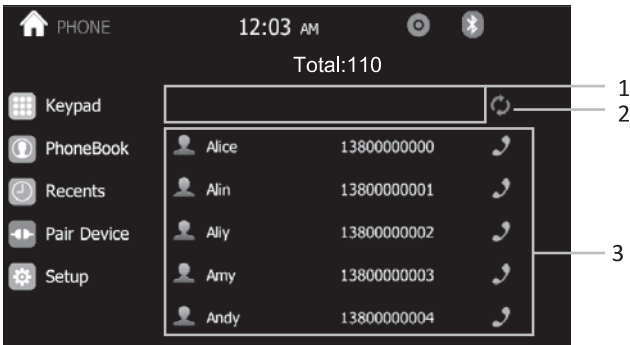 PHONE 12:03 AM
Total:110
1
Keypad
2
PhoneBook Alice 13800000000
Recents Alin 13800000001
Pair Device Aliy 13800000002
3
Setup Amy 13800000003
Andy 13800000004